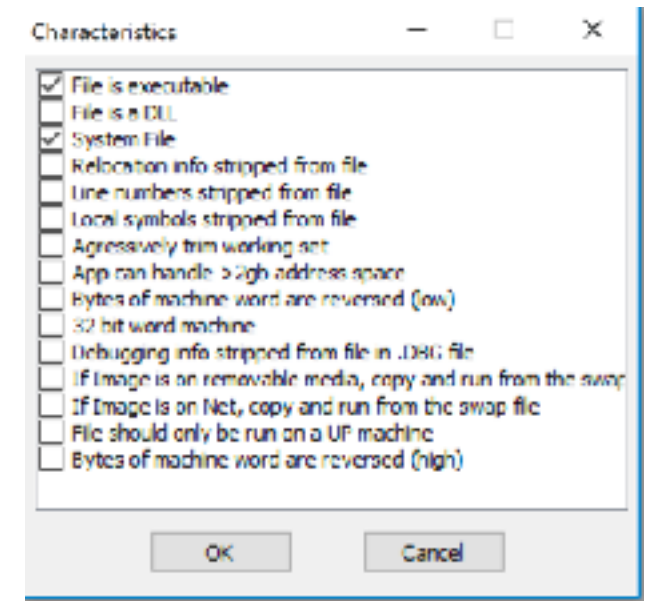 Characteristics
File is executable
File is a DLL
System File
Relocation info stripped from file
Line numbers stripped from file
Local symbols stripped from file
Agressively trim working set
App can handle >2gb address space
Bytes of machine word are reversed (low)
32 bit word machine
Debugging info stripped from file in .DBG file
If Image is on removable media, copy and run from the swap
If Image is on Net, copy and run from the swap file
File should only be run on a UP machine
Bytes of machine word are reversed (high)
OK Cancel